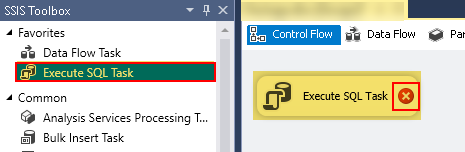 SSIS Toolbox
Favorites
Data Flow Task
Execute SQL Task
Common
Analysis Services Processing T...
Bulk Insert Task
Control Flow
Data Flow
Par
Execute SQL Task